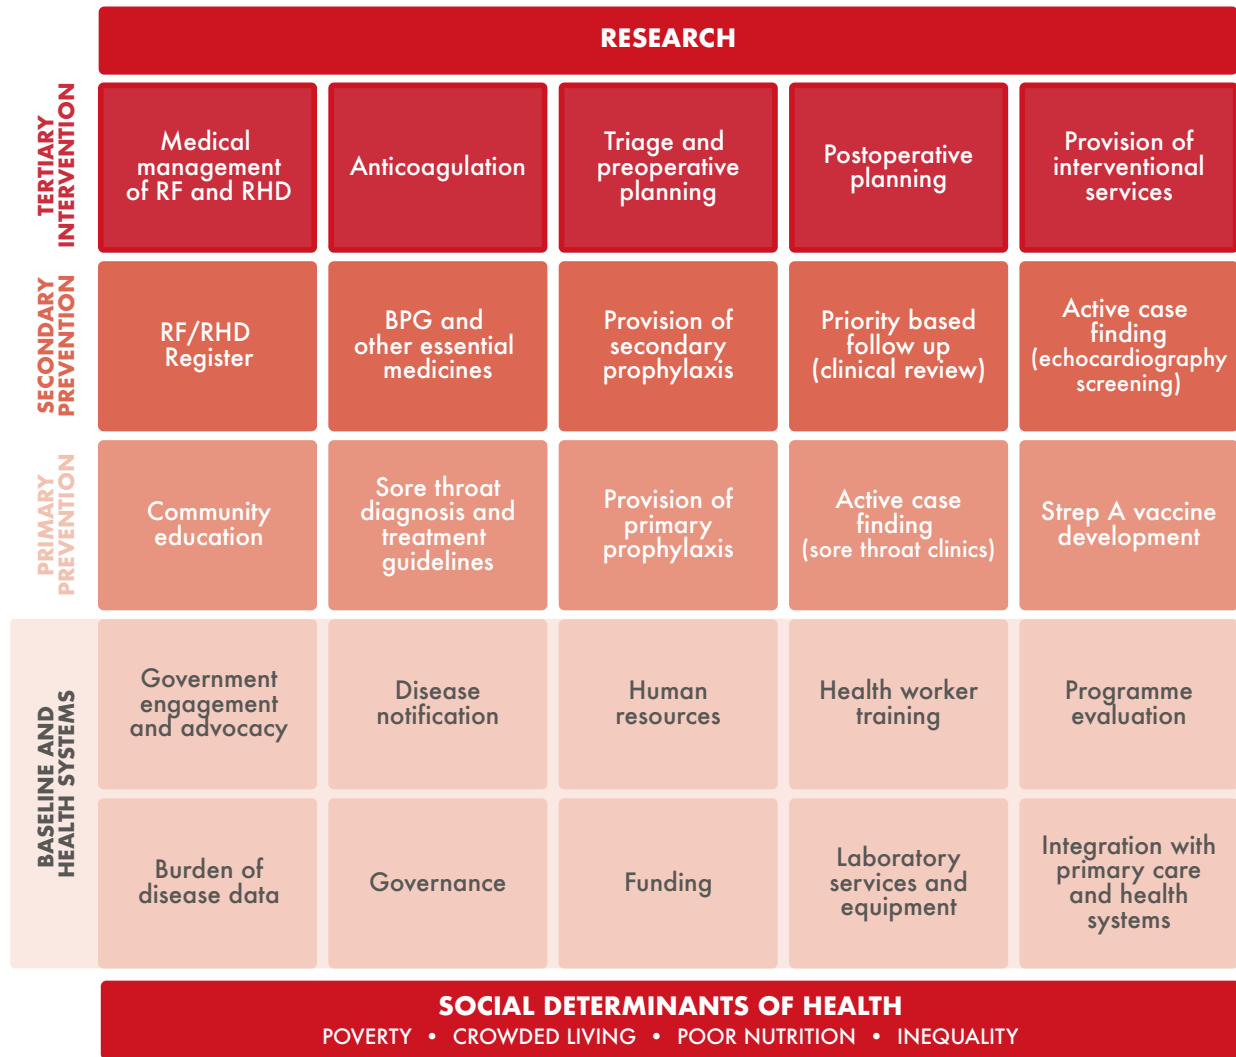 RESEARCH
TERTIARY
INTERVENTION
Medical
management
of RF and RHD
Anticoagulation
Triage and
preoperative
planning
Postoperative
planning
Provision of
interventional
services
SECONDARY
PREVENTION
RF/RHD
Register
BPG and
other essential
medicines
Provision of
secondary
prophylaxis
Priority based
follow up
(clinical review)
Active case
finding
(echocardiography
screening)
PRIMARY
PREVENTION
Community
education
Sore throat
diagnosis and
treatment
guidelines
Provision of
primary
prophylaxis
Active case
finding
(sore throat clinics)
Strep A vaccine
development
BASELINE AND
HEALTH SYSTEMS
Government
engagement
and advocacy
Disease
notification
Human
resources
Health worker
training
Programme
evaluation
Burden of
disease data
Governance
Funding
Laboratory
services and
equipment
Integration with
primary care
and health
systems
SOCIAL DETERMINANTS OF HEALTH
POVERTY • CROWDED LIVING • POOR NUTRITION • INEQUALITY